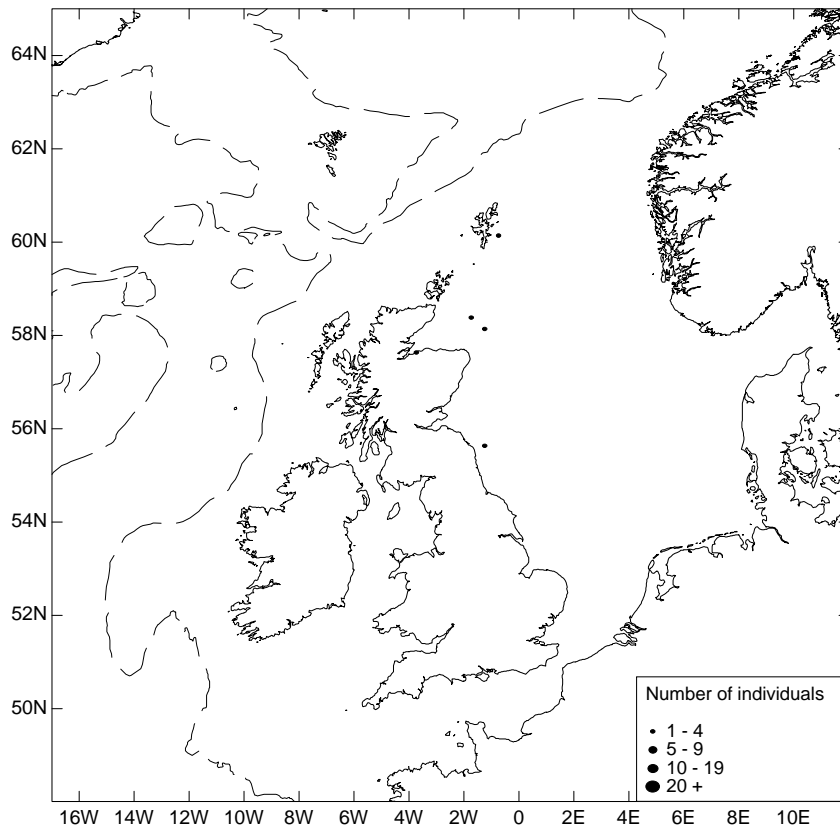 64N
62N
60N
58N
56N
54N
52N
50N
Number of individuals
1 - 4
5 - 9
10 - 19
20 +
16W 14W 12W 10W 8W 6W 4W 2W 0 2E 4E 6E 8E 10E